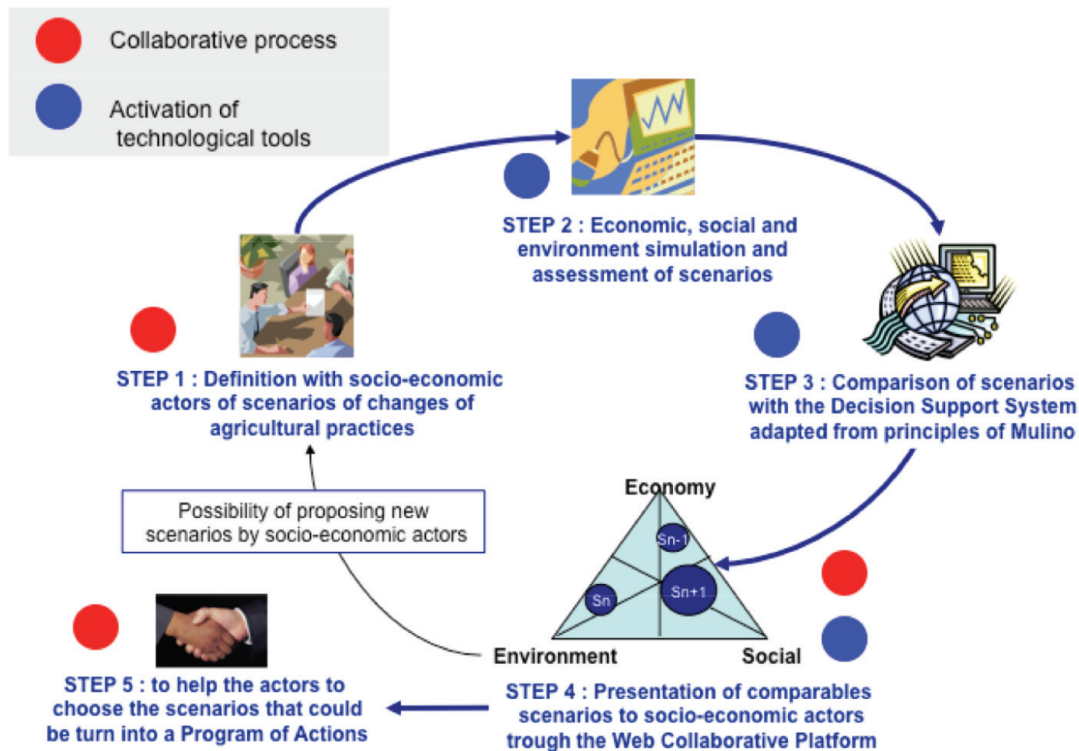 Collaborative process
Activation of
technological tools
STEP 2 : Economic, social and
environment simulation and
assessment of scenarios
STEP 1 : Definition with socio-economic
actors of scenarios of changes of
agricultural practices
STEP 3 : Comparison of scenarios
with the Decision Support System
adapted from principles of Mulino
Possibility of proposing new
scenarios by socio-economic actors
Economy
Sn-1
Sn
Sn+1
Environment
Social
STEP 4 : Presentation of comparables
scenarios to socio-economic actors
trough the Web Collaborative Platform
STEP 5 : to help the actors to
choose the scenarios that could
be turn into a Program of Actions